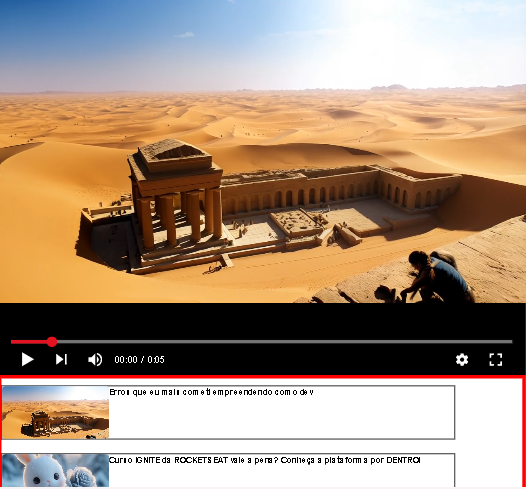 00:00 / 0:05
Erros que eu mais cometi empreendendo como dev
Curso IGNITE da ROCKETSEAT vale a pena? Conheça a plataforma por DENTRO!